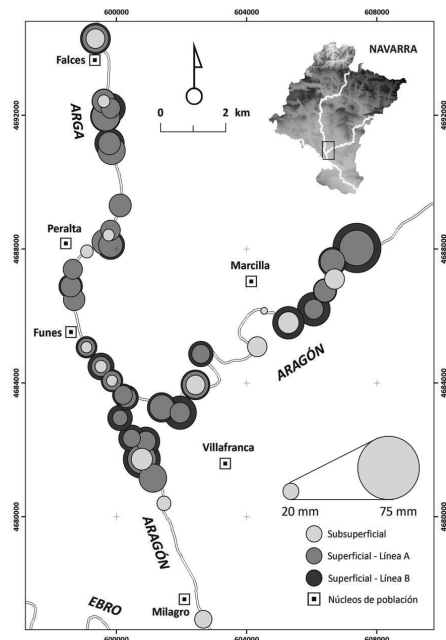 600000
604000
608000
NAVARRA
Falces
ARGA
0 2 km
4692000
4692000
Peralta
4688000
4688000
Marcilla
Funes
ARAGÓN
4684000
4684000
Villafranca
20 mm
75 mm
4680000
4680000
ARAGÓN
Subsuperficial
Superficial - Línea A
Superficial - Línea B
Núcleos de población
EBRO
Milagro
600000
604000
608000